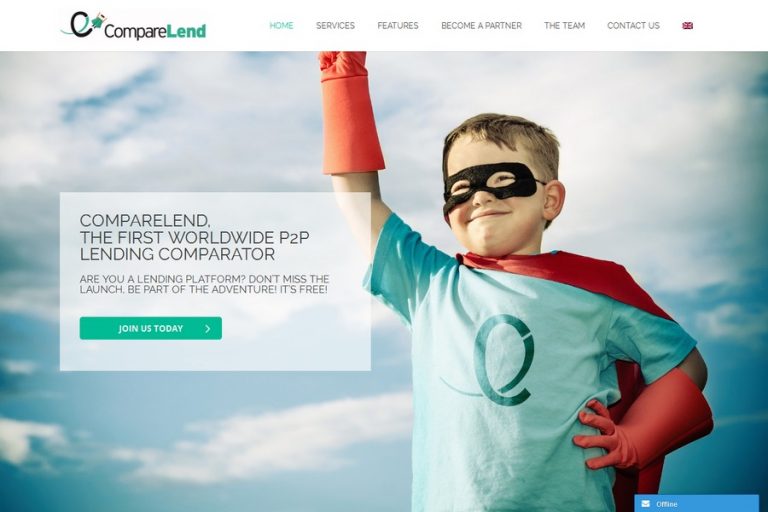 CompareLend
HOME SERVICES FEATURES BECOME A PARTNER THE TEAM CONTACT US
COMPARELEND,
THE FIRST WORLDWIDE P2P
LENDING COMPARATOR
ARE YOU A LENDING PLATFORM? DON'T MISS THE
LAUNCH. BE PART OF THE ADVENTURE! IT'S FREE!
JOIN US TODAY
Offline